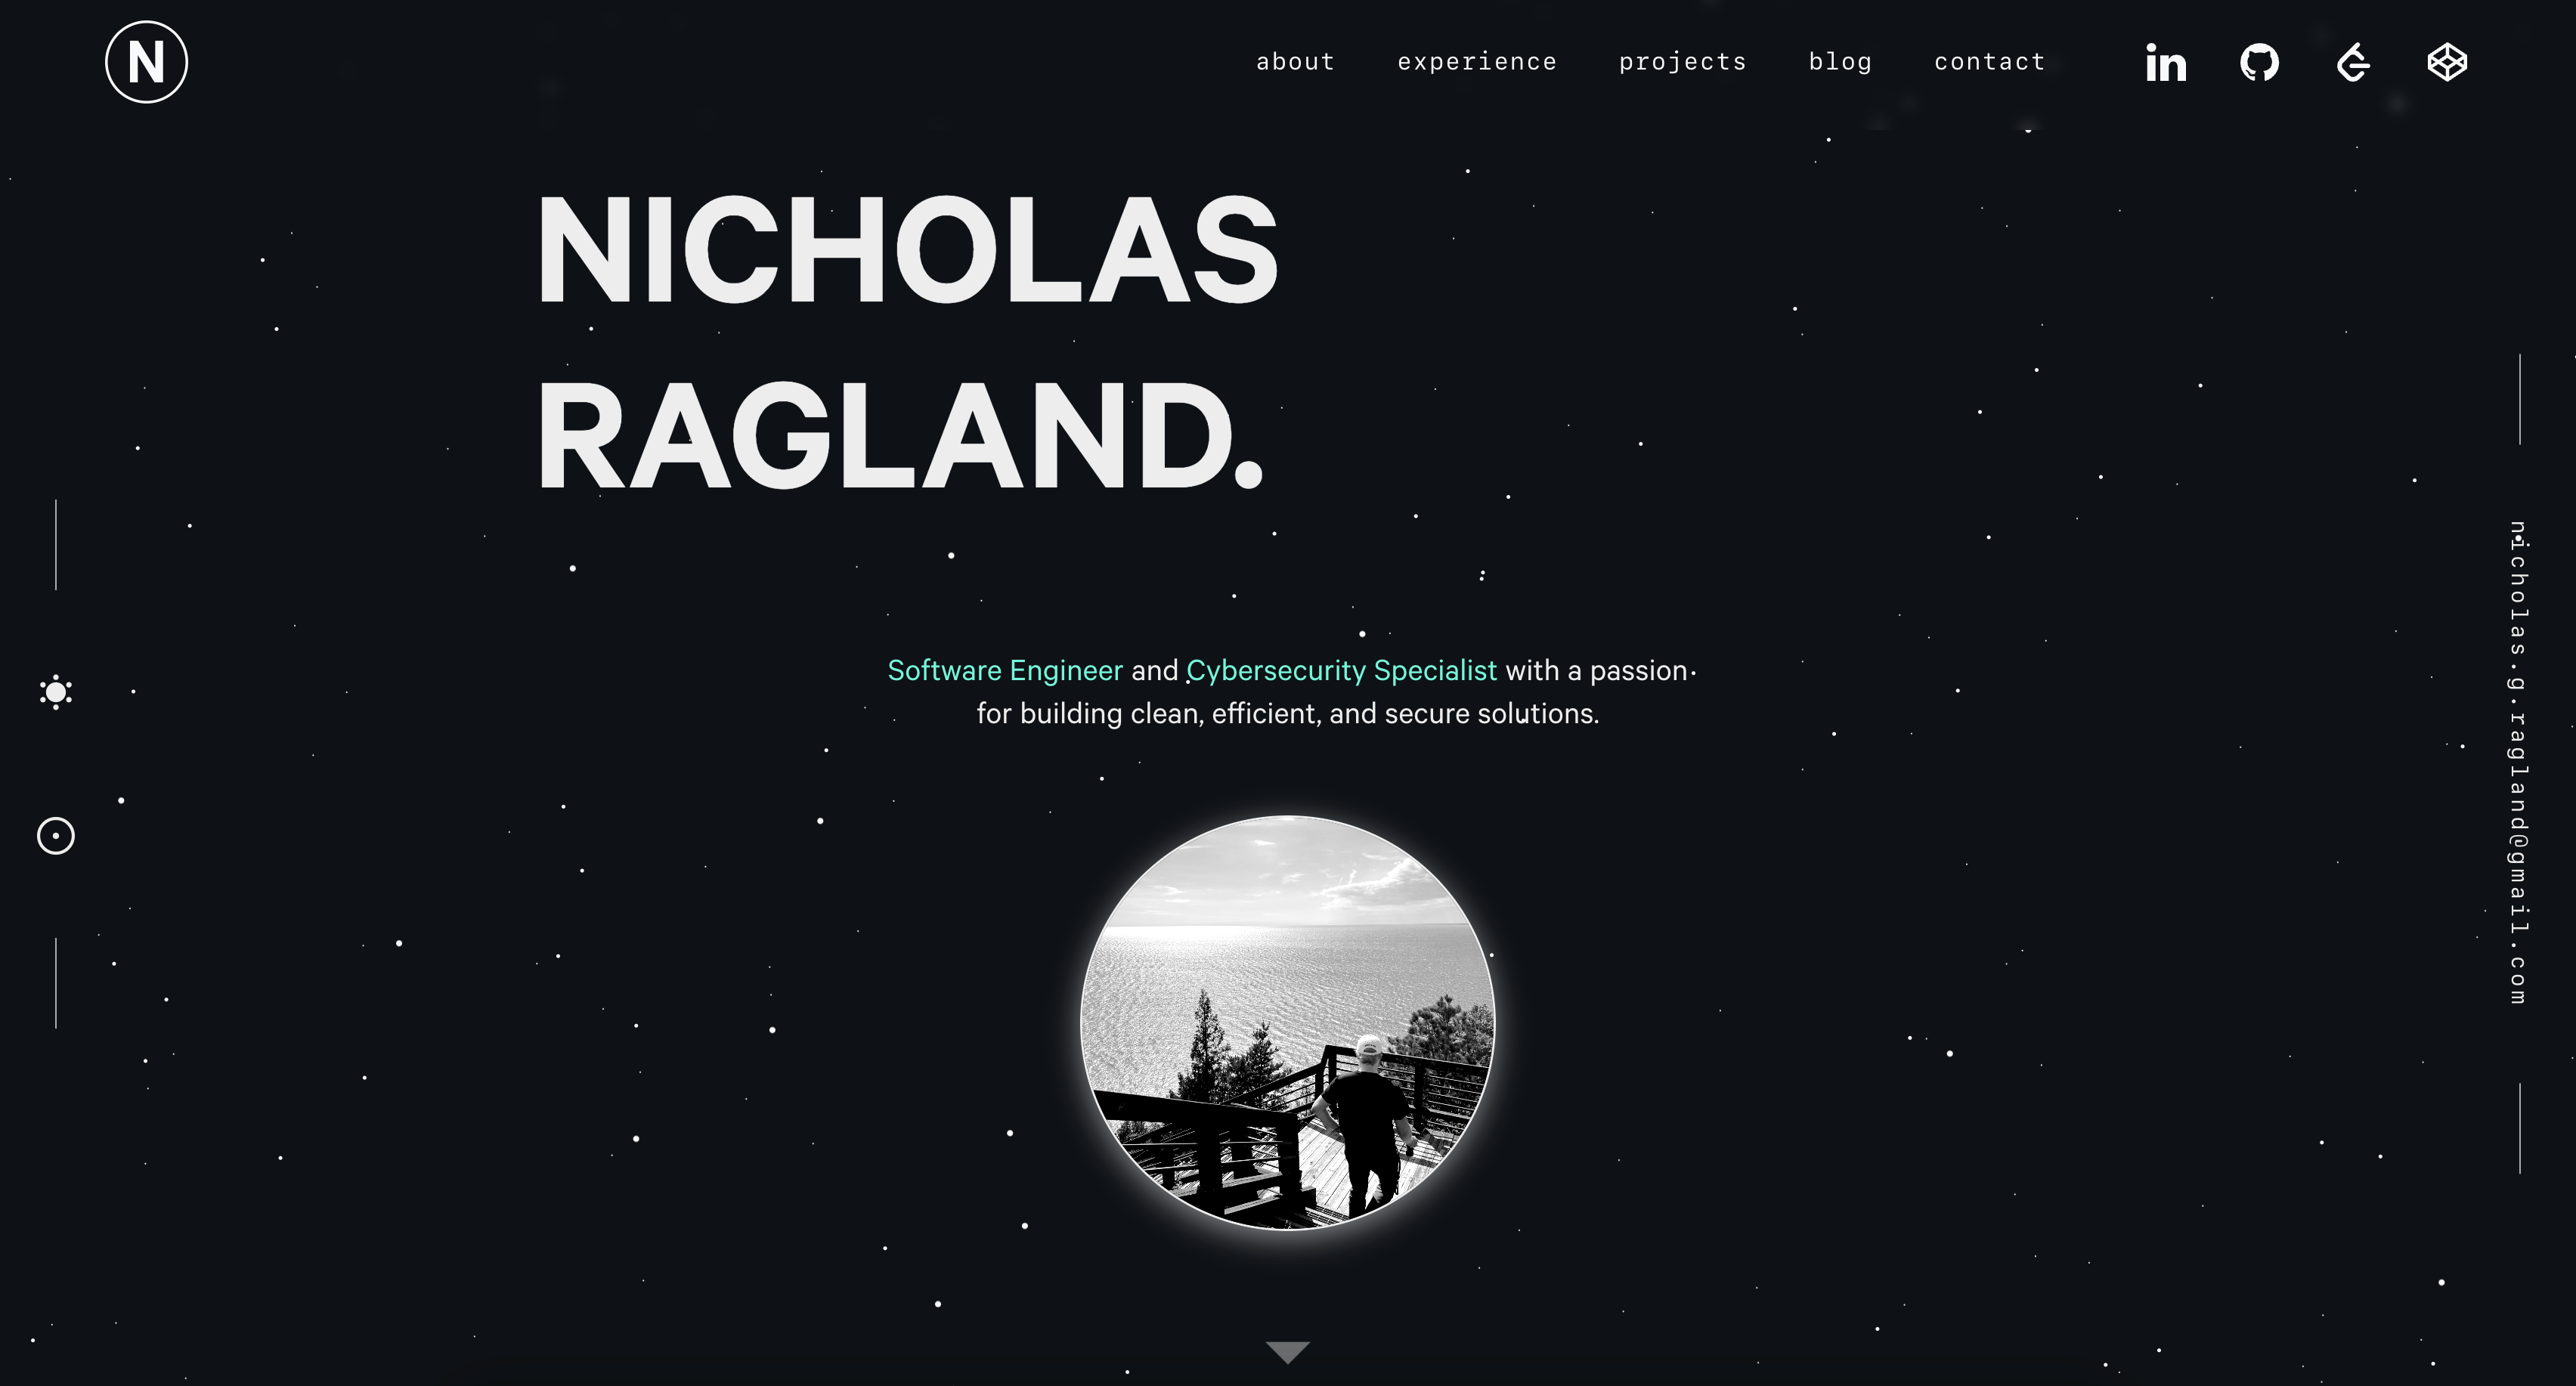 N
about experience projects blog contact
in
NICHOLAS
RAGLAND.
Software Engineer and Cybersecurity Specialist with a passion
for building clean, efficient, and secure solutions.
nicholas.g.ragland@gmail.com